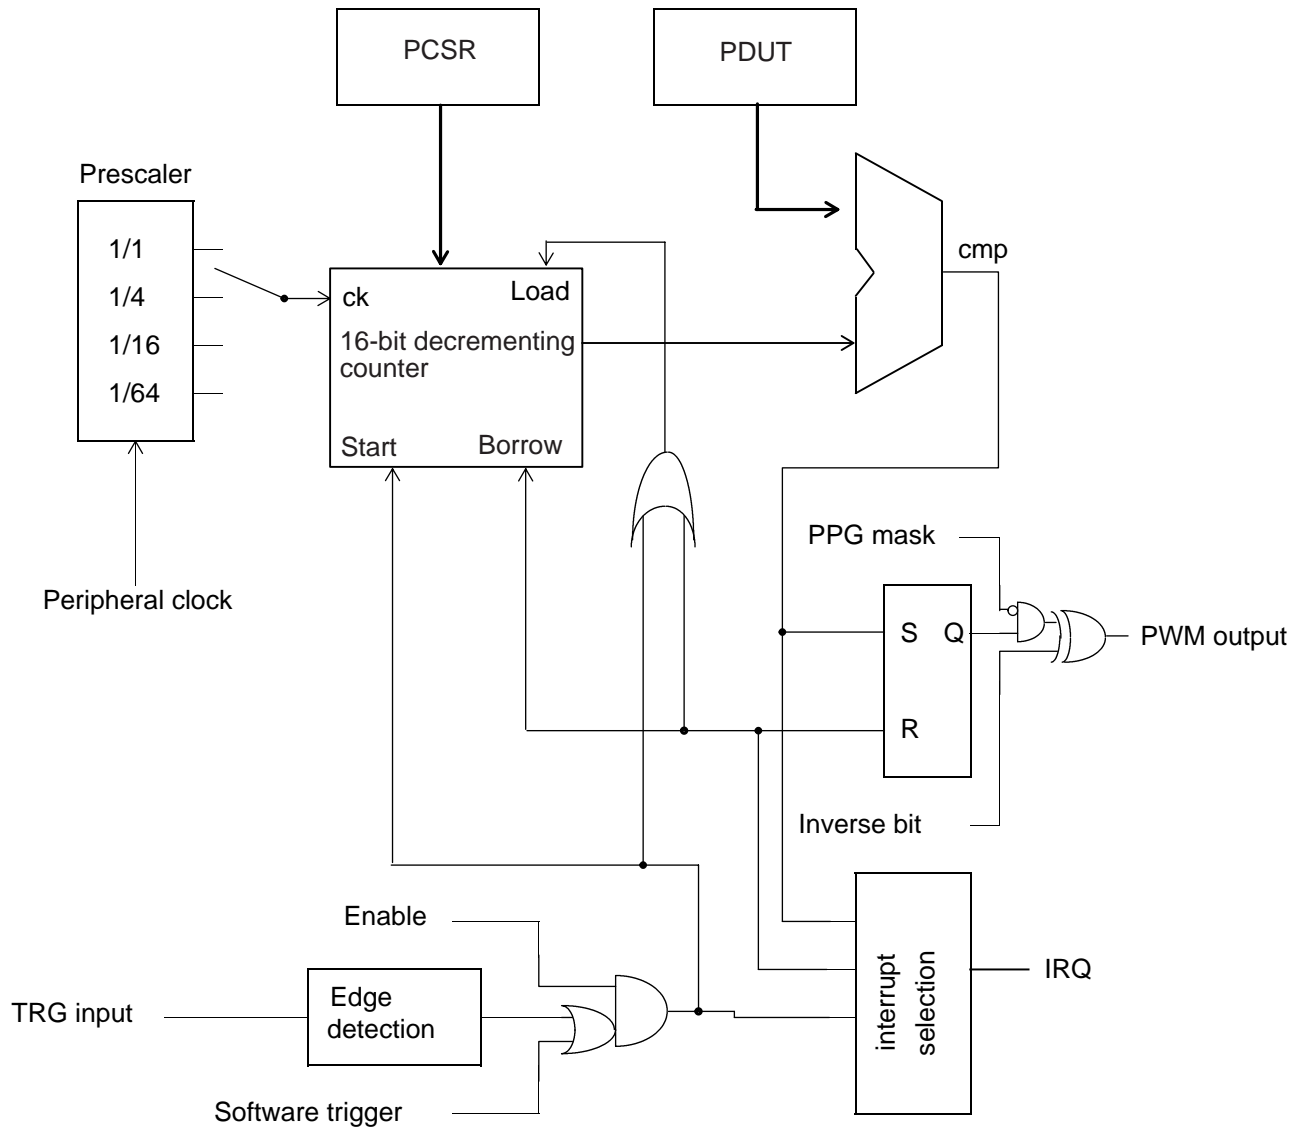 PCSR
PDUT
Prescaler
1/1
1/4
1/16
1/64
ck
Load
16-bit decrementing
counter
Start
Borrow
cmp
Peripheral clock
PPG mask
S
Q
R
PWM output
Inverse bit
Enable
TRG input
Edge
detection
Software trigger
interrupt
selection
IRQ